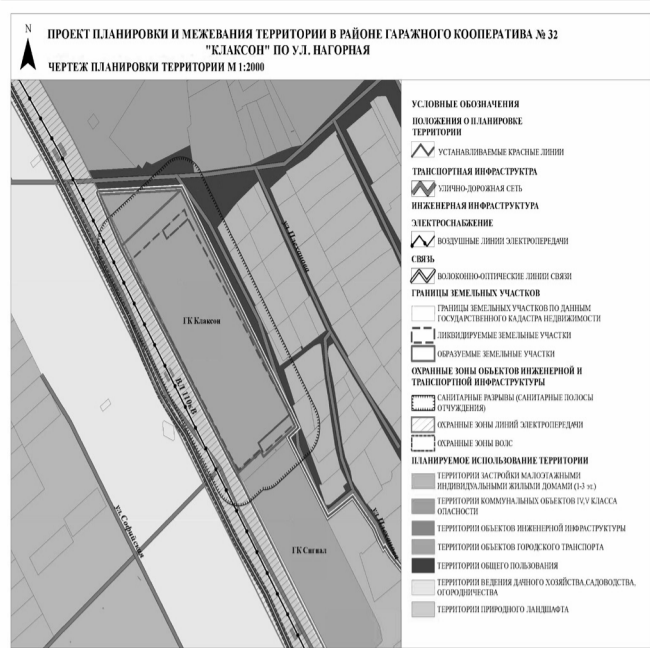 N
ПРОЕКТ ПЛАНИРОВКИ И МЕЖЕВАНИЯ ТЕРРИТОРИИ В РАЙОНЕ ГАРАЖНОГО КООПЕРАТИВА № 32
"КЛАКСОН" ПО УЛ. НАГОРНАЯ
ЧЕРТЕЖ ПЛАНИРОВКИ ТЕРРИТОРИИ М 1:2000
ГК Клаксон
ВЛ 110кВ
ул.Софийская
ГК Сигнал
УСЛОВНЫЕ ОБОЗНАЧЕНИЯ
ПОЛОЖЕНИЯ О ПЛАНИРОВКЕ
ТЕРРИТОРИИ
УСТАНАВЛИВАЕМЫЕ КРАСНЫЕ ЛИНИИ
ТРАНСПОРТНАЯ ИНФРАСТРУКТРА
УЛИЧНО-ДОРОЖНАЯ СЕТЬ
ИНЖЕНЕРНАЯ ИНФРАСТРУКТУРА
ЭЛЕКТРОСНАБЖЕНИЕ
ВОЗДУШНЫЕ ЛИНИИ ЭЛЕКТРОПЕРЕДАЧИ
СВЯЗЬ
ВОЛОКОННО-ОПТИЧЕСКИЕ ЛИНИИ СВЯЗИ
ГРАНИЦЫ ЗЕМЕЛЬНЫХ УЧАСТКОВ
ГРАНИЦЫ ЗЕМЕЛЬНЫХ УЧАСТКОВ ПО ДАННЫМ
ГОСУДАРСТВЕННОГО КАДАСТРА НЕДВИЖИМОСТИ
ЛИКВИДИРУЕМЫЕ ЗЕМЕЛЬНЫЕ УЧАСТКИ
ОБРАЗУЕМЫЕ ЗЕМЕЛЬНЫЕ УЧАСТКИ
ОХРАННЫЕ ЗОНЫ ОБЪЕКТОВ ИНЖЕНЕРНОЙ И
ТРАНСПОРТНОЙ ИНФРАСТРУКТУРЫ
САНИТАРНЫЕ РАЗРЫВЫ (САНИТАРНЫЕ ПОЛОСЫ
ОТЧУЖДЕНИЯ)
ОХРАННЫЕ ЗОНЫ ЛИНИЙ ЭЛЕКТРОПЕРЕДАЧИ
ОХРАННЫЕ ЗОНЫ ВОЛС
ПЛАНИРУЕМОЕ ИСПОЛЬЗОВАНИЕ ТЕРРИТОРИИ
ТЕРРИТОРИИ ЗАСТРОЙКИ МАЛОЭТАЖНЫМИ
ИНДИВИДУАЛЬНЫМИ ЖИЛЫМИ ДОМАМИ (1-3 эт.)
ТЕРРИТОРИИ КОММУНАЛЬНЫХ ОБЪЕКТОВ IV,V КЛАССА
ОПАСНОСТИ
ТЕРРИТОРИИ ОБЪЕКТОВ ИНЖЕНЕРНОЙ ИНФРАСТРУКТУРЫ
ТЕРРИТОРИИ ОБЪЕКТОВ ГОРОДСКОГО ТРАНСПОРТА
ТЕРРИТОРИИ ОБЩЕГО ПОЛЬЗОВАНИЯ
ТЕРРИТОРИИ ВЕДЕНИЯ ДАЧНОГО ХОЗЯЙСТВА,САДОВОДСТВА,
ОГОРОДНИЧЕСТВА
ТЕРРИТОРИИ ПРИРОДНОГО ЛАНДШАФТА